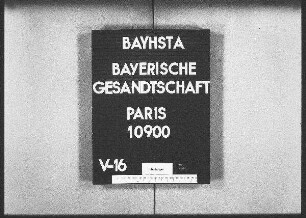 BAYHSTA
BAYERISCHE
GESANDTSCHAFT
PARIS
10900
V-16